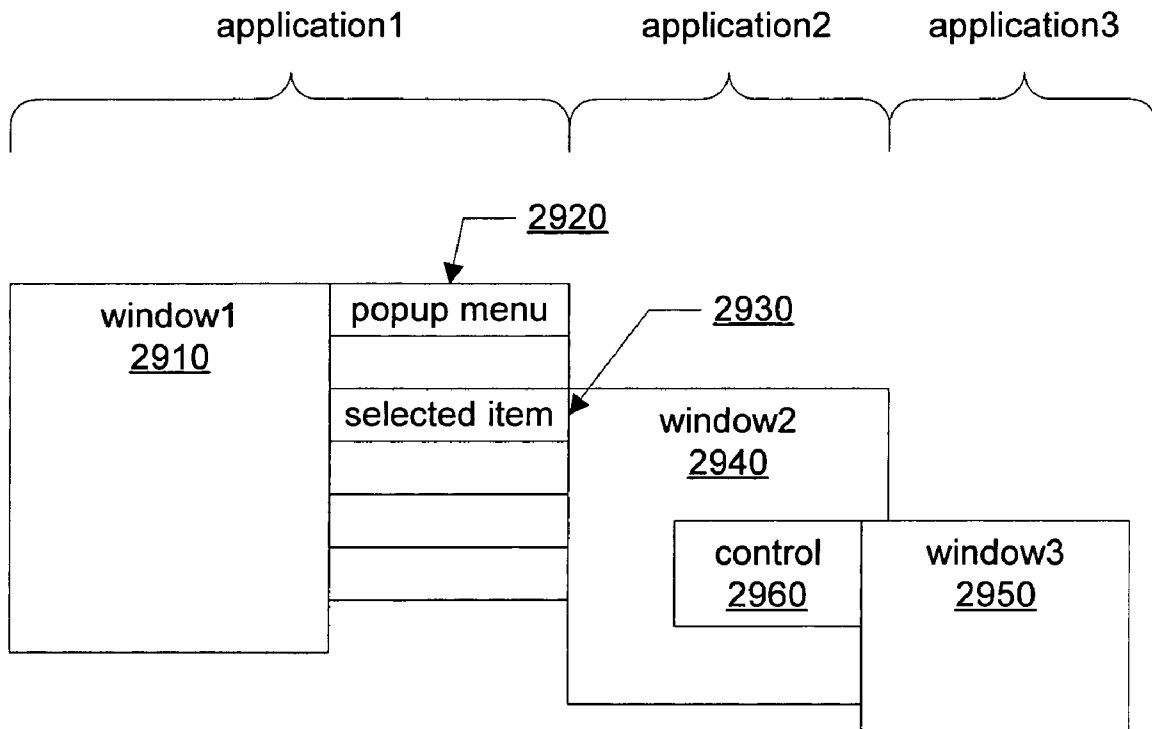 application1 application2 application3
2920
popup menu
window1
2910
2930
selected item
window2
2940
control
2960
window3
2950